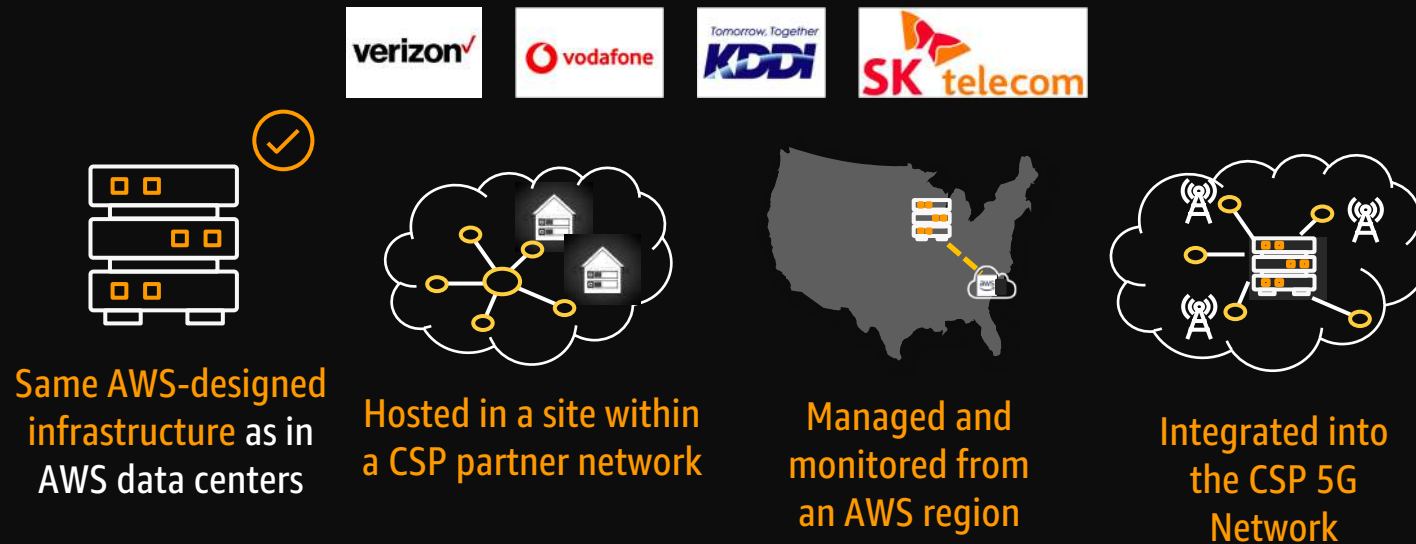 verizon
vodafone
Tomorrow, Together
KDDI
SK telecom
aws
Same AWS-designed
infrastructure as in
AWS data centers
Hosted in a site within
a CSP partner network
Managed and
monitored from
an AWS region
Integrated into
the CSP 5G
Network